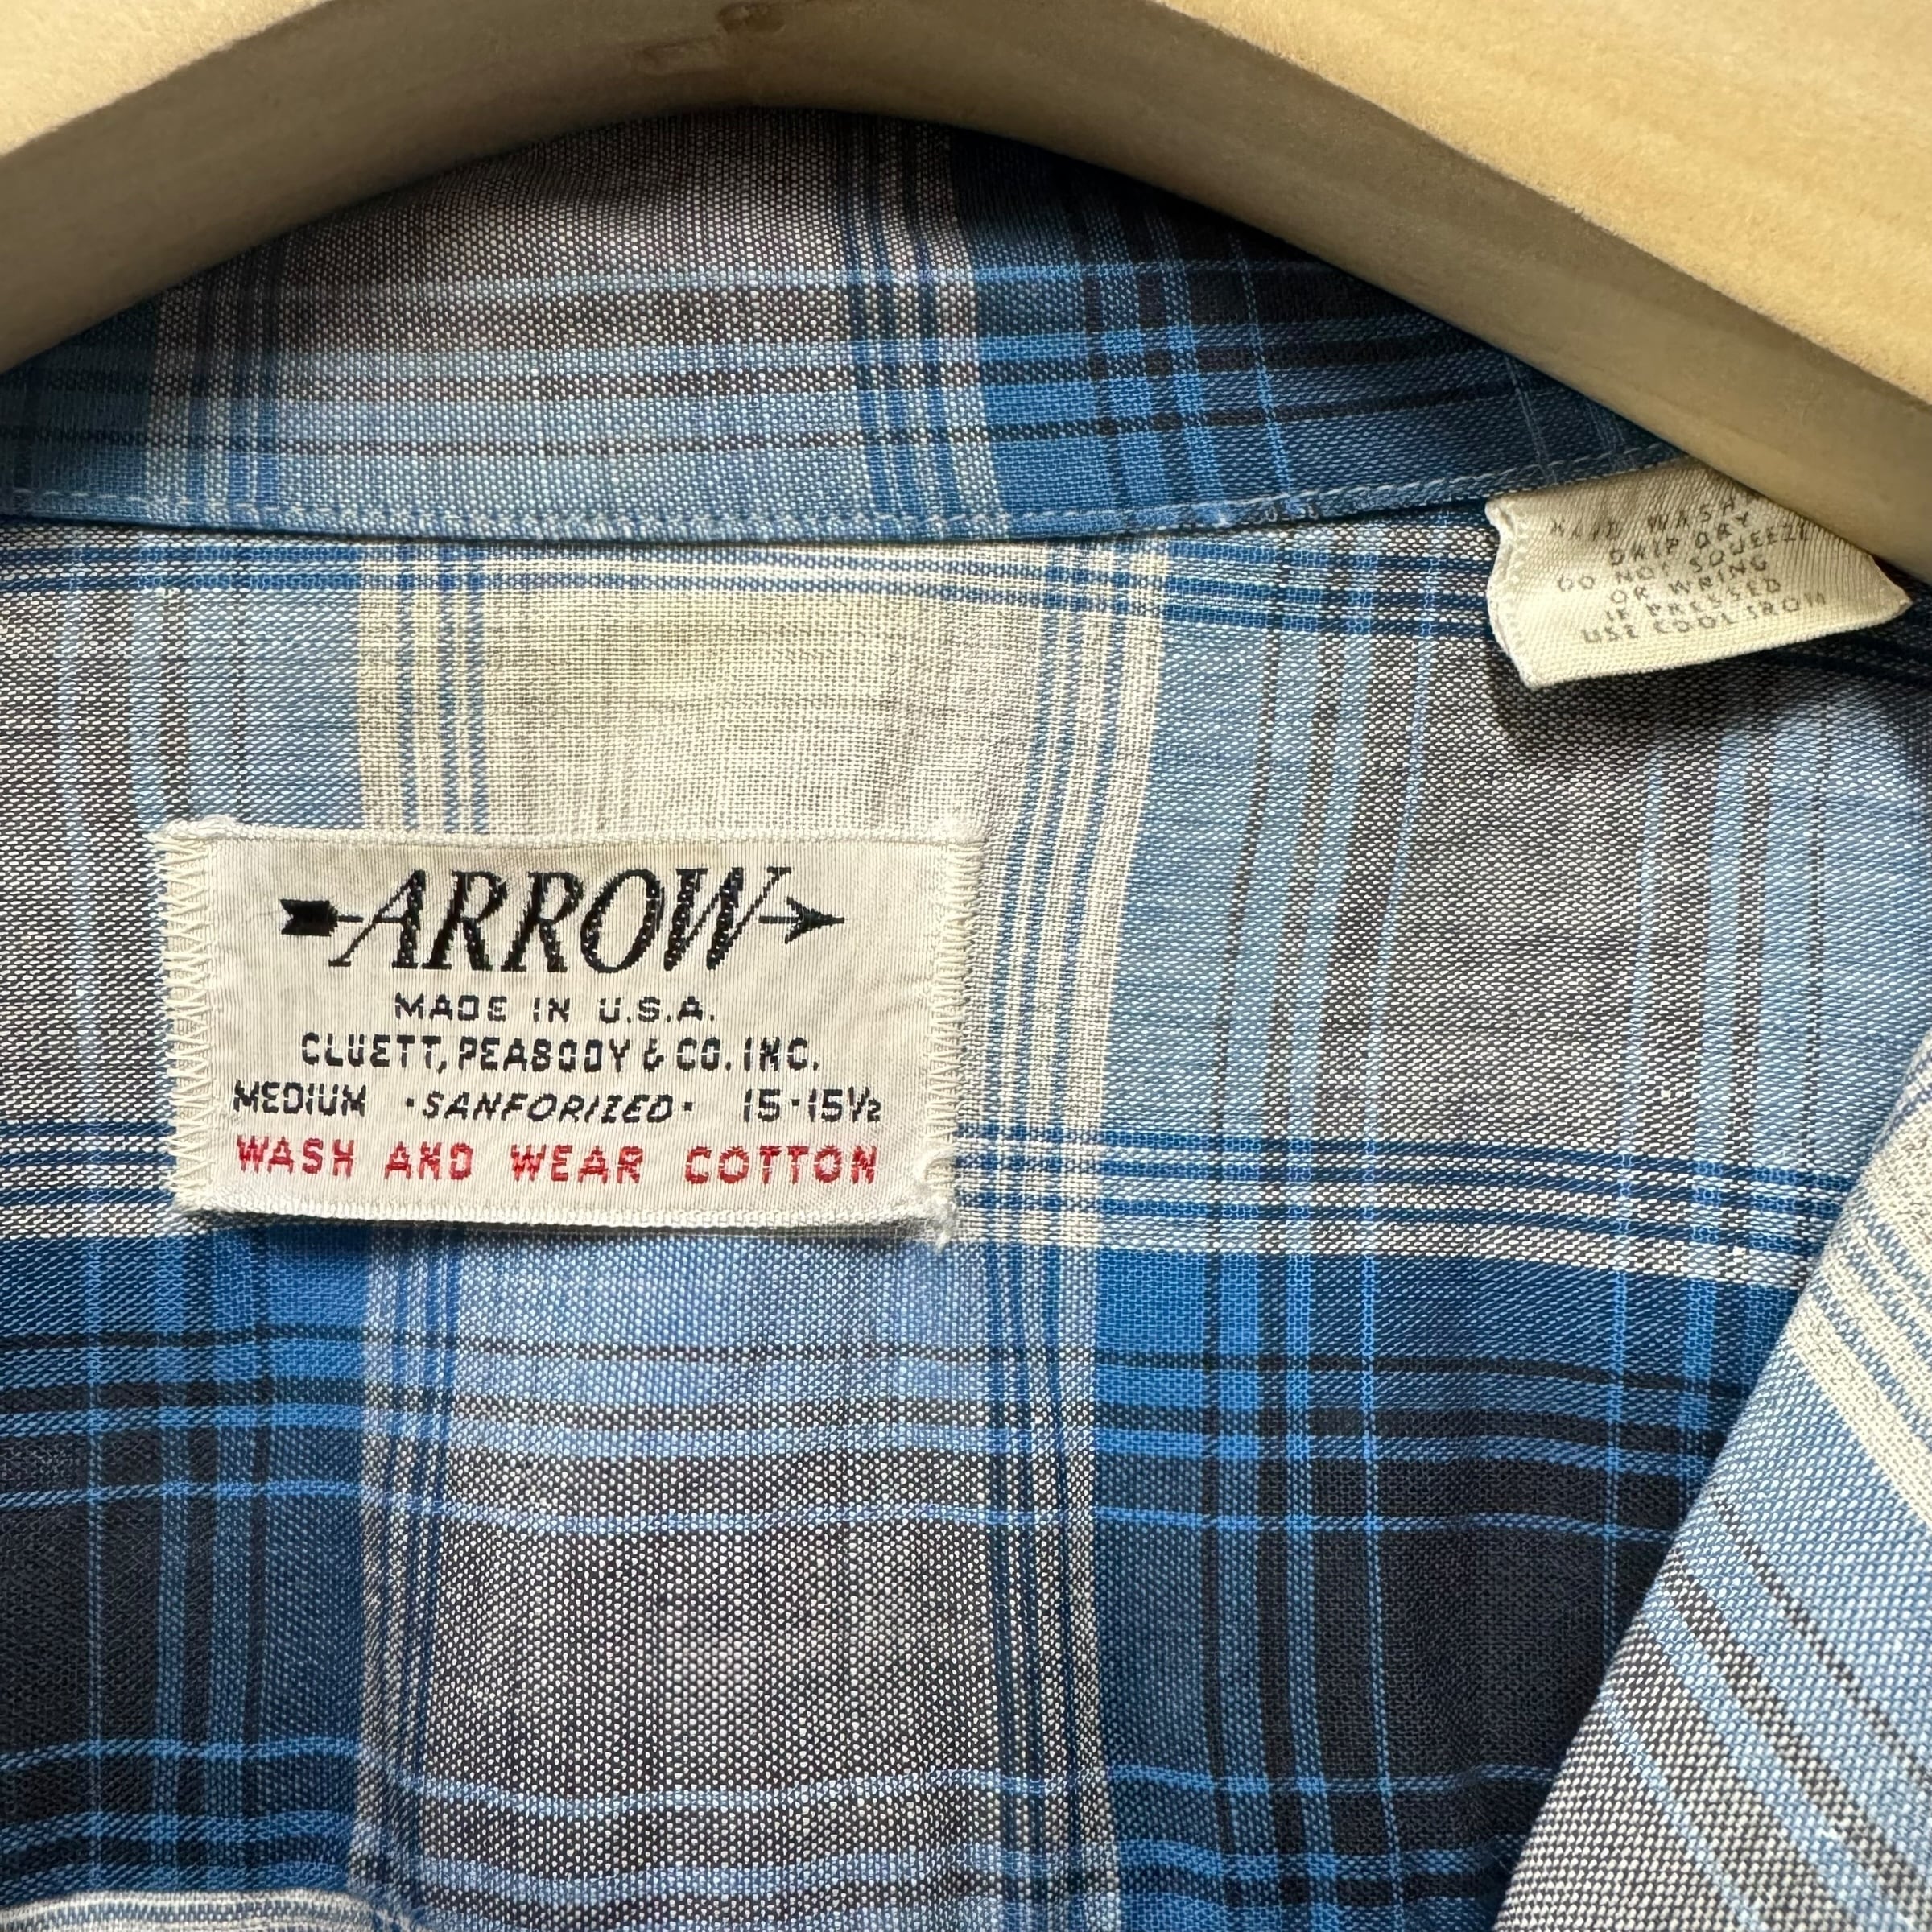 ARROW
MADE IN U.S.A.
CLUETT, PEABODY & CO. INC.
MEDIUM ·SANFORIZED· 15-15½
WASH AND WEAR COTTON
HAND WASH
DRIP DRY
DO NOT SQUEEZE
OR WRING
IF PRESSED
USE COOL IRON